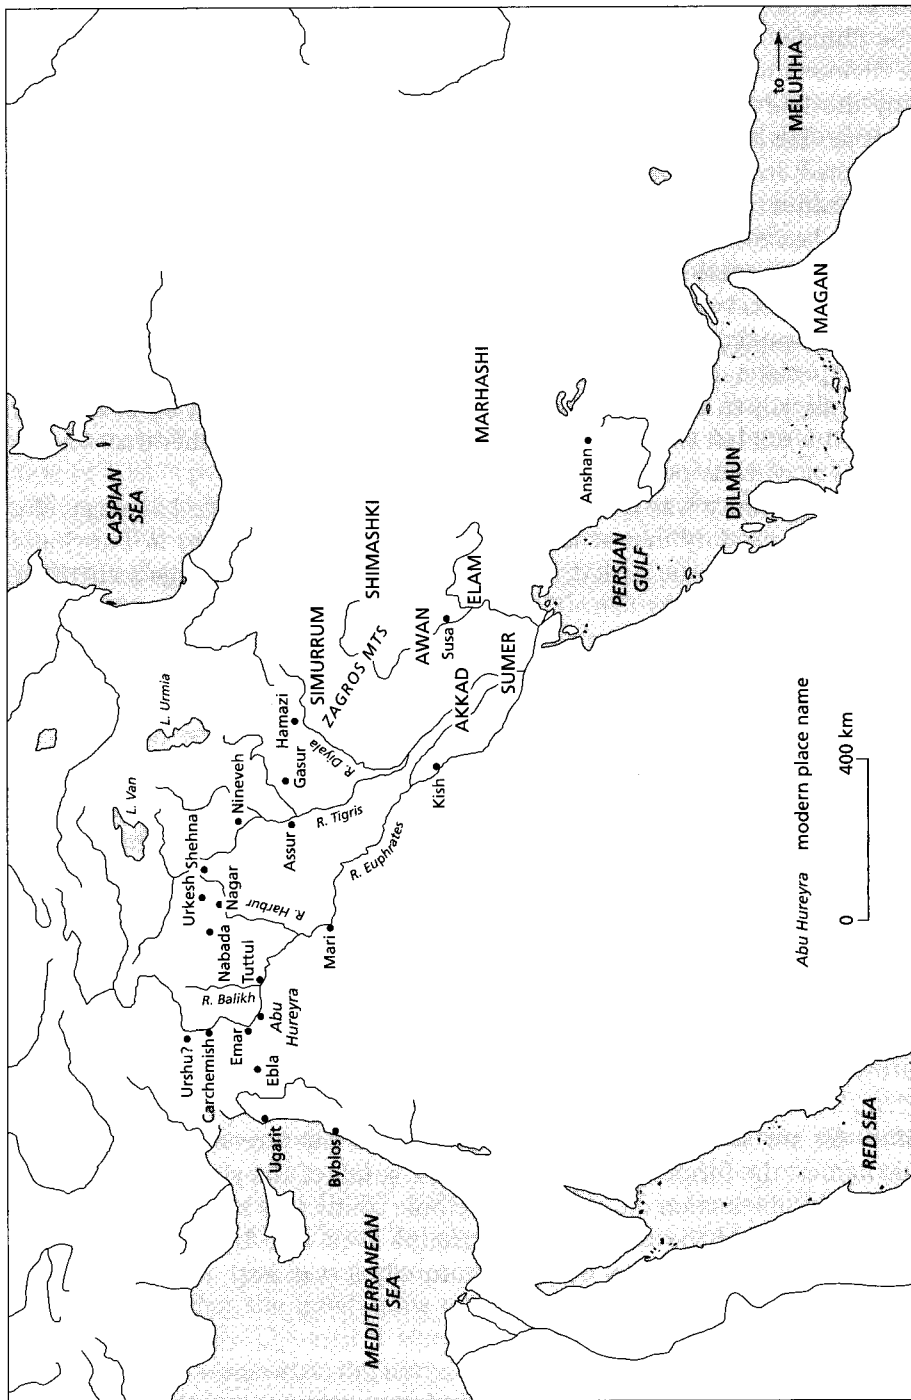 CASPIAN
SEA
L. Urmia
L. Van
Urshu?
Carchemish
Urkesh
Shehna
Nineveh
Nabada
Nagar
Hamazi
Gasur
SIMURRUM
SHIMASHKI
ZAGROS MTS
MARHASHI
R. Balikh
R. Harbur
Tuttul
Emar
Abu
Hureyra
Ebla
Ugarit
Byblos
Assur
R. Tigris
R. Diyala
Mari
R. Euphrates
Kish
AKKAD
SUMER
AWAN
Susa
ELAM
Anshan
MEDITERRANEAN
SEA
PERSIAN
GULF
DILMUN
MAGAN
to
MELUHHA
RED SEA
Abu Hureyra modern place name
0 400 km